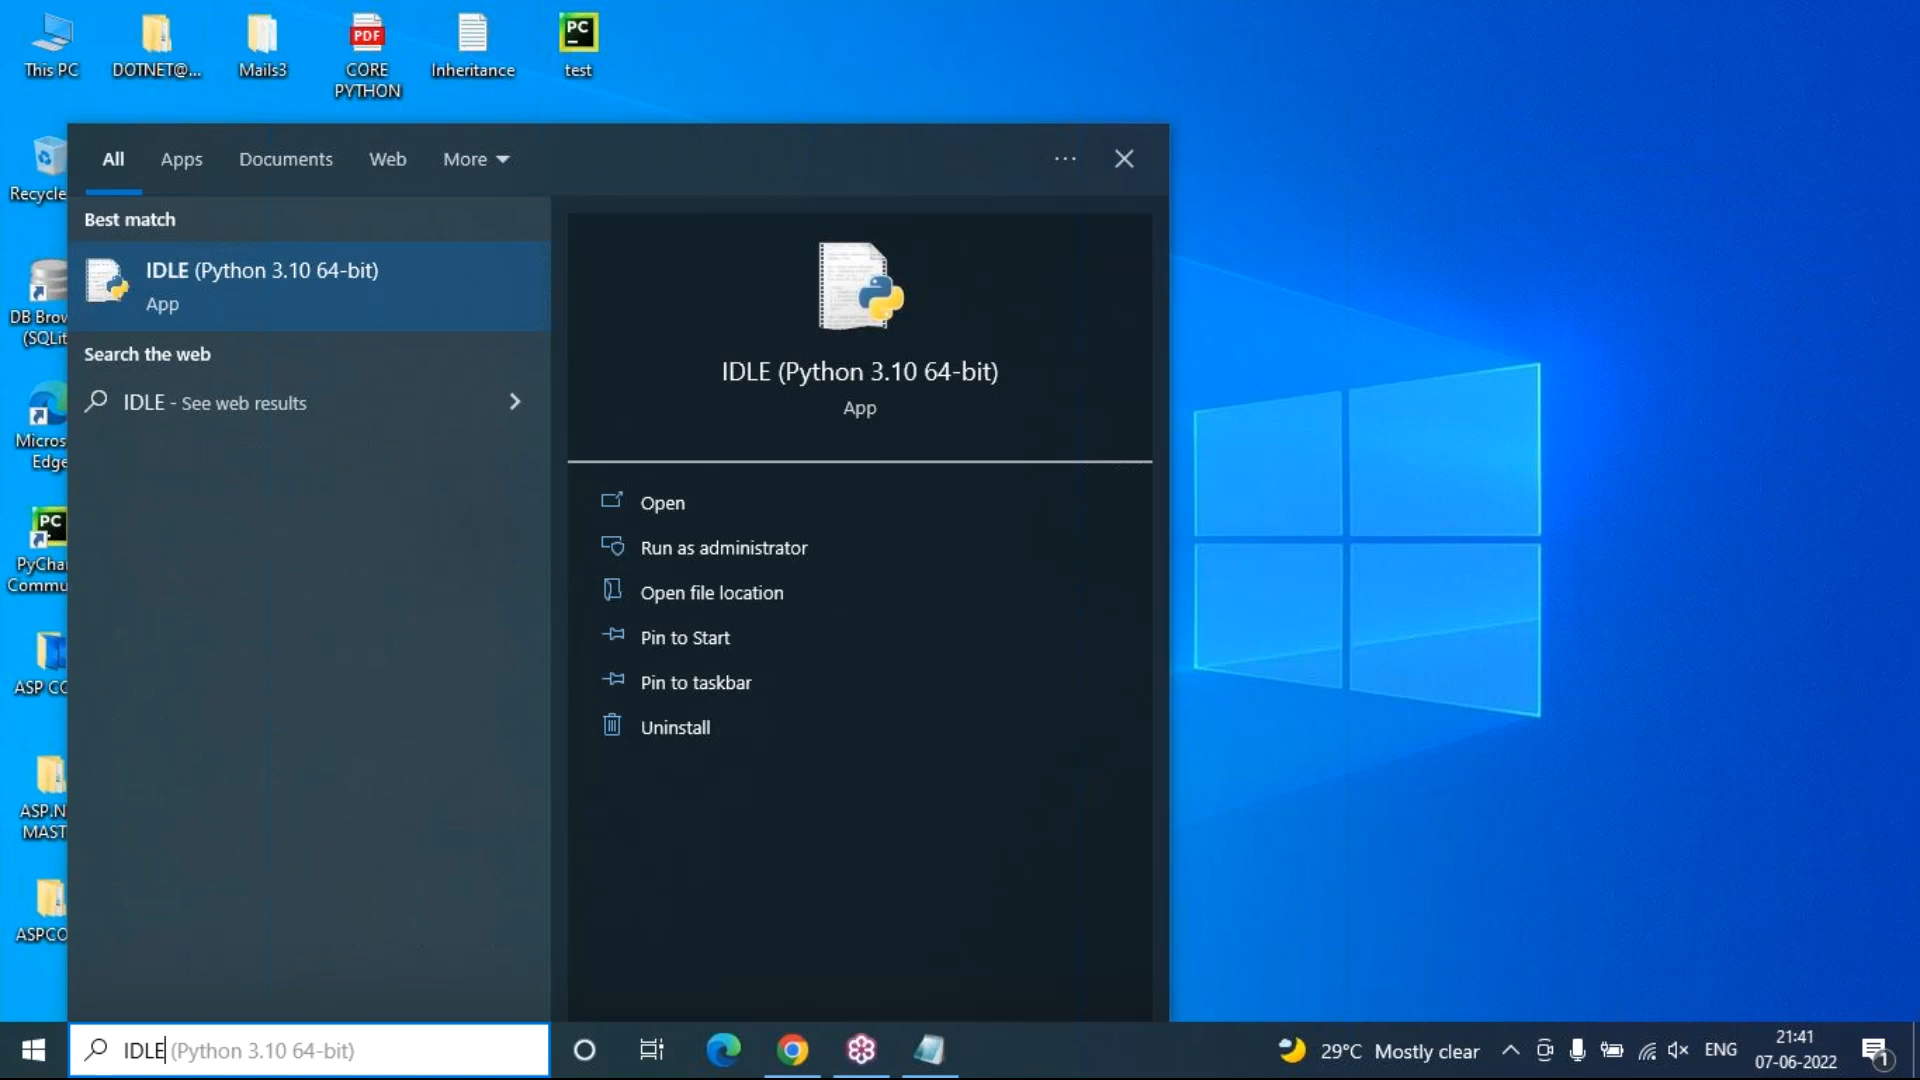 This PC
DOTNET@...
Mails3
CORE
PYTHON
Inheritance
test
PDF
PC
All
Apps
Documents
Web
More
Recycle
Best match
IDLE (Python 3.10 64-bit)
App
Search the web
IDLE - See web results
DB Brow
(SQLit
Micros
Edge
PC
PyCha
Commu
ASP CO
ASP.N
MAST
ASPCO
IDLE (Python 3.10 64-bit)
App
Open
Run as administrator
Open file location
Pin to Start
Pin to taskbar
Uninstall
IDLE (Python 3.10 64-bit)
29°C Mostly clear
ENG
21:41
07-06-2022
1